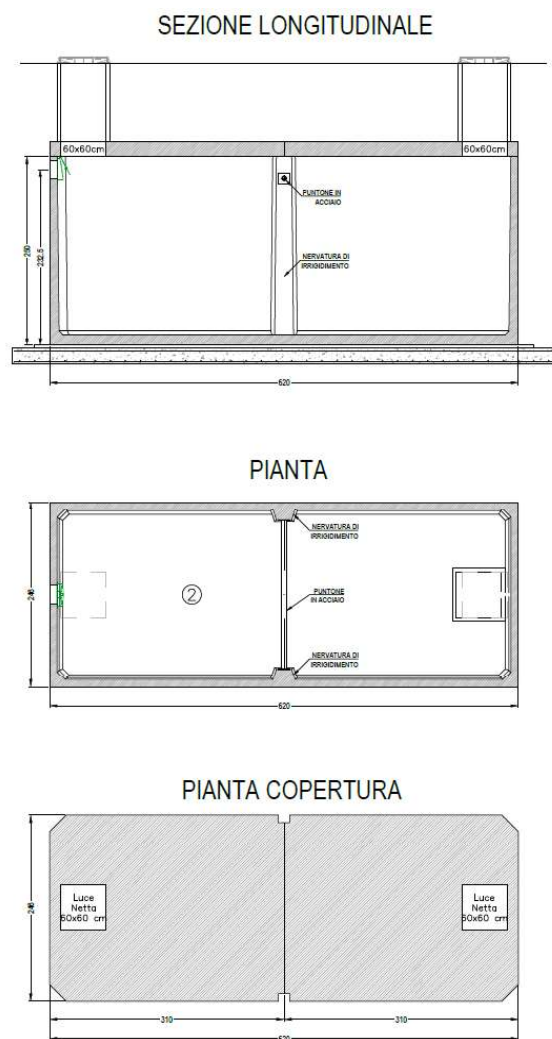 SEZIONE LONGITUDINALE
60x60cm
60x60cm
PUNTONE IN
ACCIAIO
NERVATURA DI
IRRIGIDIMENTO
250
232.5
620
PIANTA
NERVATURA DI
IRRIGIDIMENTO
2
PUNTONE
IN ACCIAIO
NERVATURA DI
IRRIGIDIMENTO
246
620
PIANTA COPERTURA
Luce
Netta
60x60 cm
Luce
Netta
60x60 cm
246
310
310
620